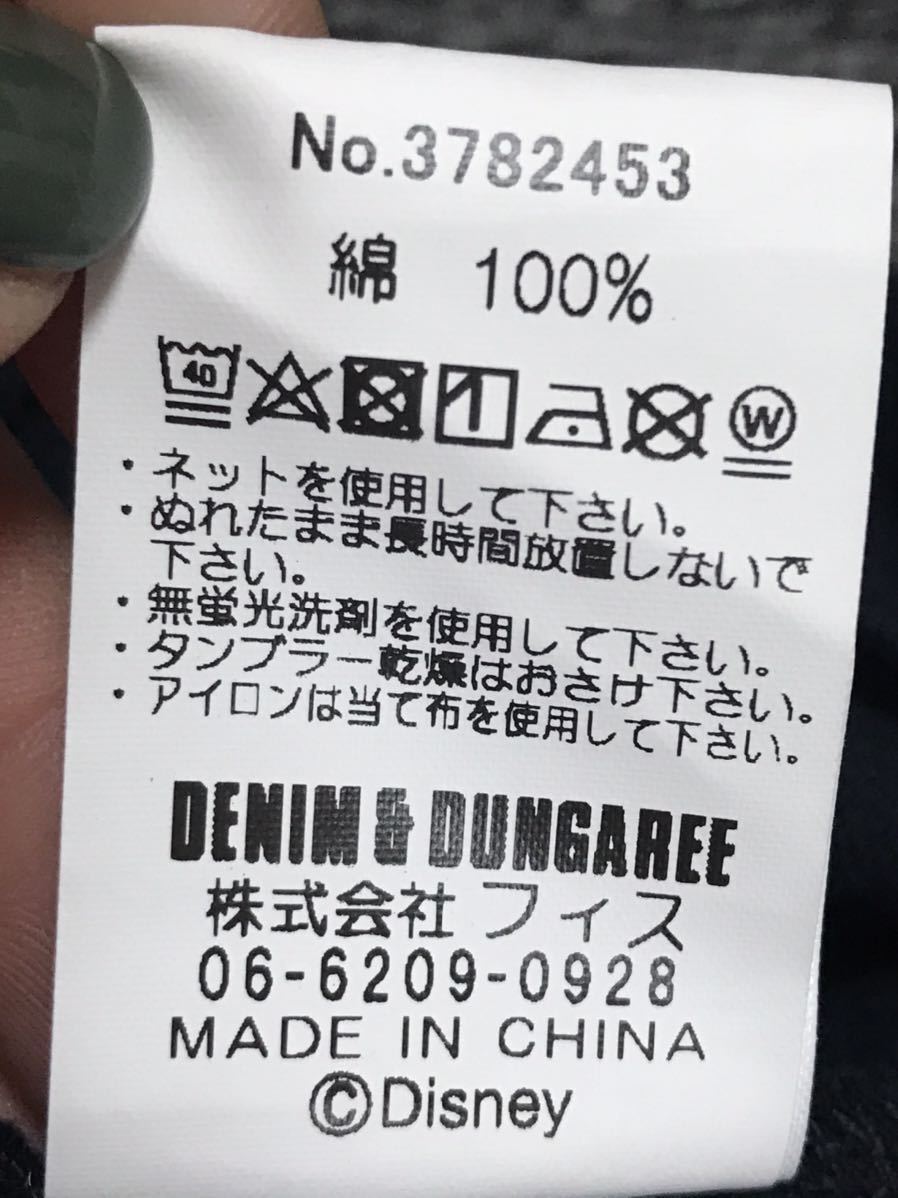 No.3782453
綿 100%
40
W
・ネットを使用して下さい。
・ぬれたまま長時間放置しないで
下さい。
・無蛍光洗剤を使用して下さい。
・タンブラー乾燥はおさけ下さい。
・アイロンは当て布を使用して下さい。
DENIM & DUNGAREE
株式会社 フィス
06-6209-0928
MADE IN CHINA
©Disney